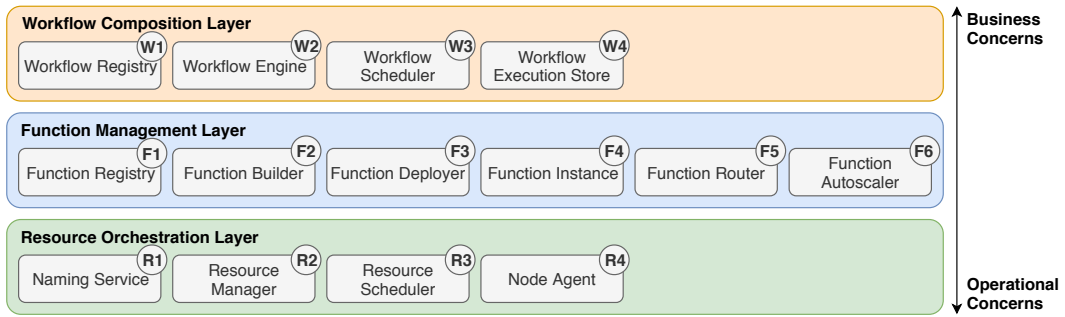 Workflow Composition Layer
W1
Workflow Registry
W2
Workflow Engine
W3
Workflow
Scheduler
W4
Workflow
Execution Store
Function Management Layer
F1
Function Registry
F2
Function Builder
F3
Function Deployer
F4
Function Instance
F5
Function Router
F6
Function
Autoscaler
Resource Orchestration Layer
R1
Naming Service
R2
Resource
Manager
R3
Resource
Scheduler
R4
Node Agent
Business
Concerns
Operational
Concerns